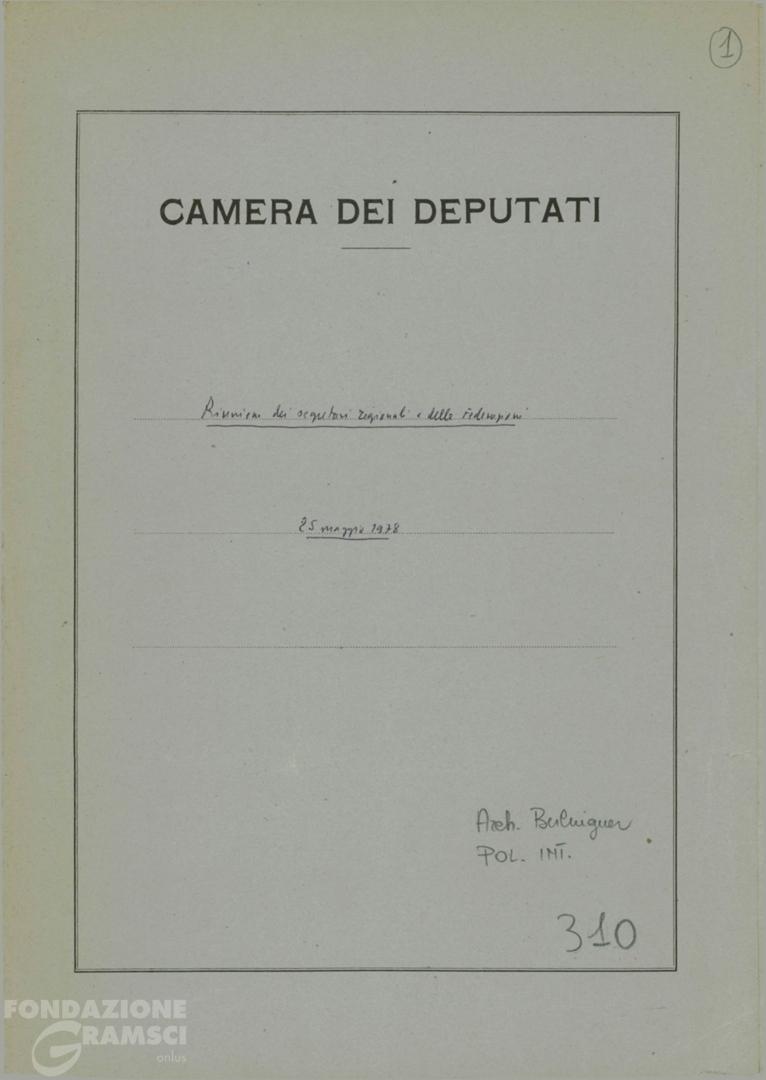 1
CAMERA DEI DEPUTATI
Riunione dei segretari regionali e delle federazioni
25 maggio 1978
Arch. Berlinguer
POL. INT.
310
FONDAZIONE
GRAMSCI
onlus